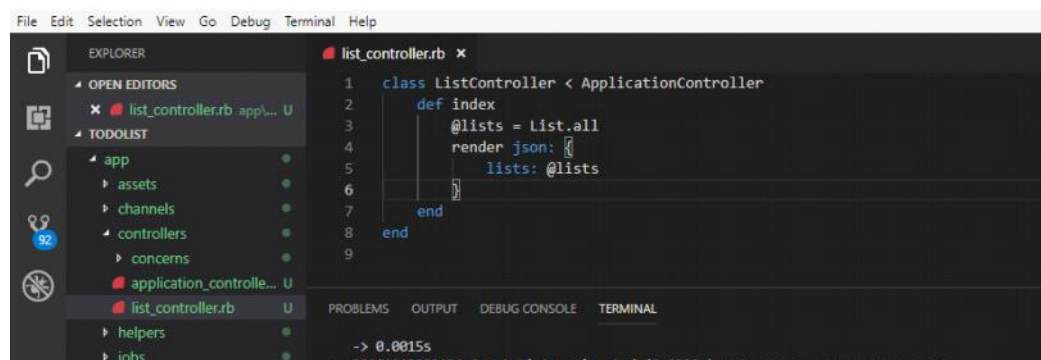 File Edit Selection View Go Debug Terminal Help
EXPLORER
OPEN EDITORS
list_controller.rb app\... U
TODOLIST
app
assets
channels
controllers
92
concerns
application_controlle... U
list_controller.rb U
helpers
jobs
list_controller.rb
1 class ListController < ApplicationController
2 def index
3 @lists = List.all
4 render json: {
5 lists: @lists
6 }
7 end
8 end
9
PROBLEMS OUTPUT DEBUG CONSOLE TERMINAL
-> 0.0015s